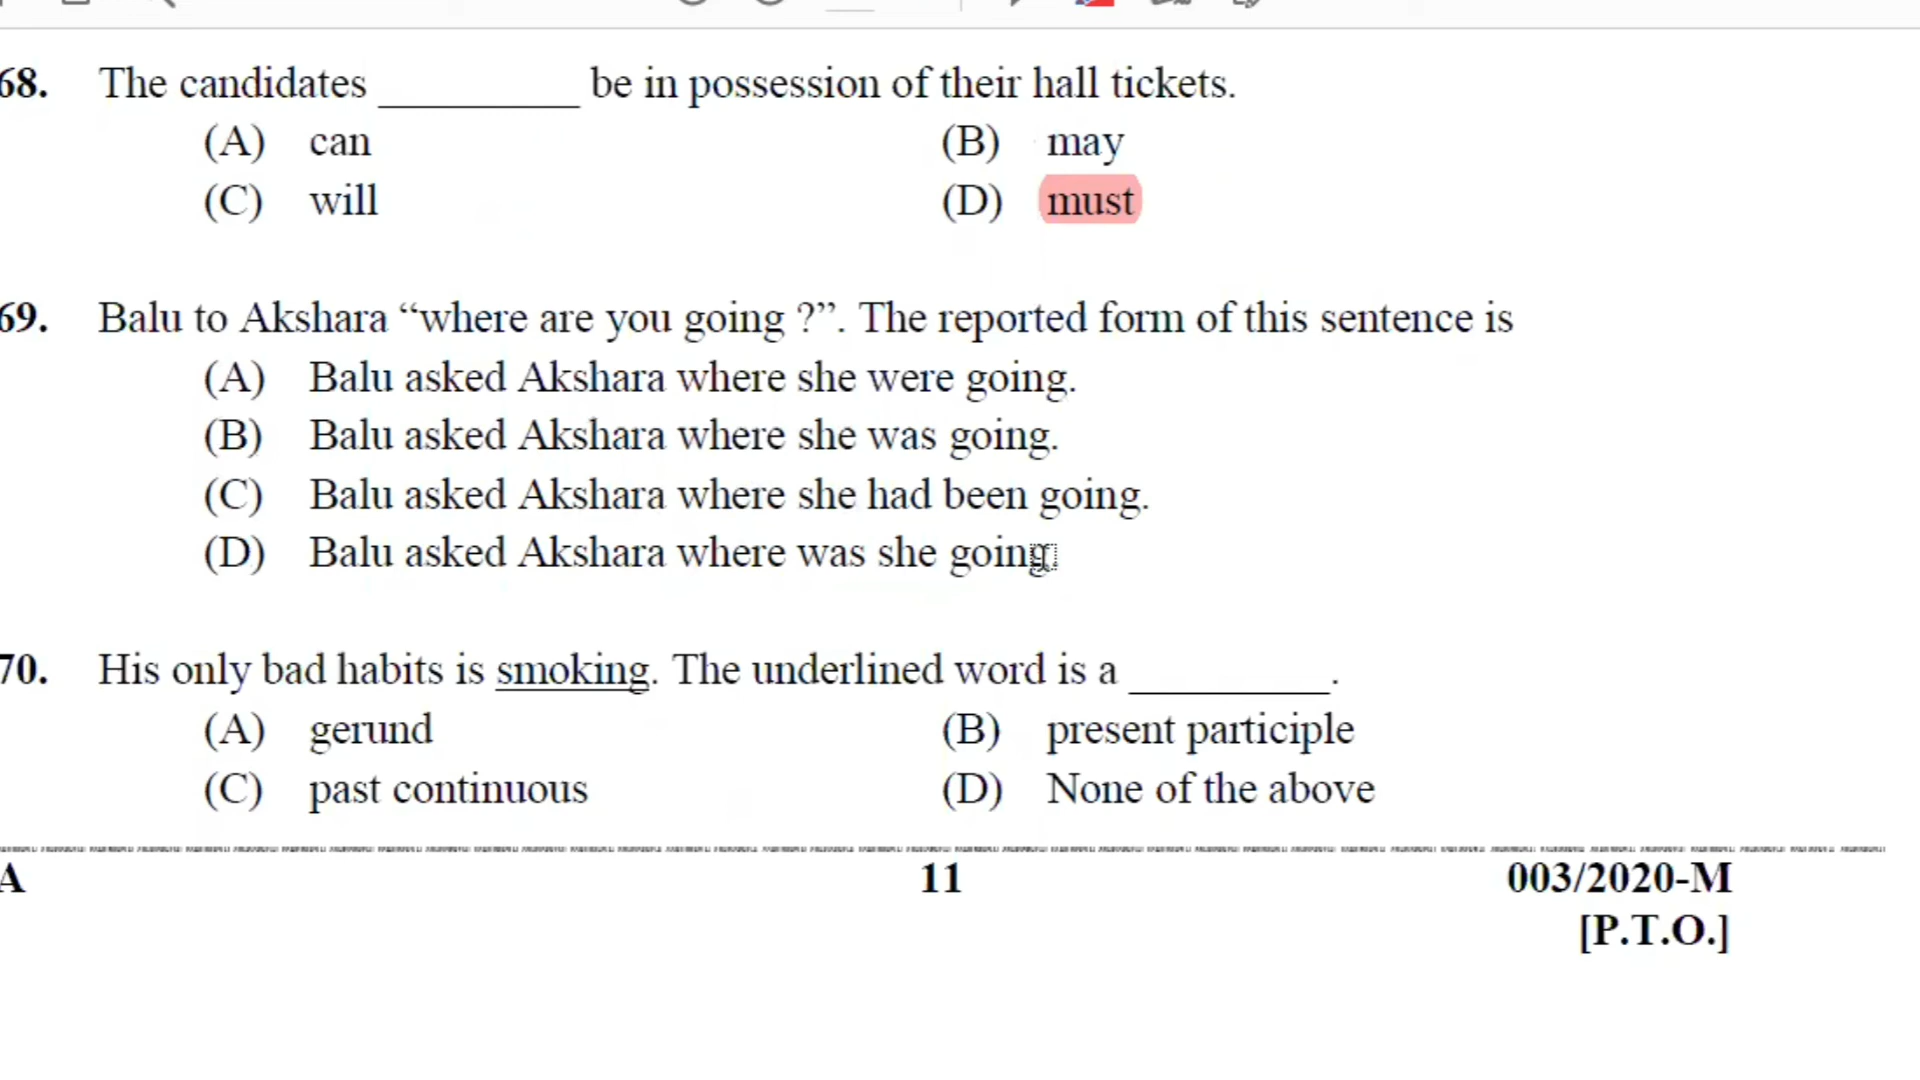 68. The candidates __________ be in possession of their hall tickets.
(A) can (B) may
(C) will (D) must
69. Balu to Akshara “where are you going ?”. The reported form of this sentence is
(A) Balu asked Akshara where she were going.
(B) Balu asked Akshara where she was going.
(C) Balu asked Akshara where she had been going.
(D) Balu asked Akshara where was she going
70. His only bad habits is smoking. The underlined word is a __________.
(A) gerund (B) present participle
(C) past continuous (D) None of the above
A 11 003/2020-M
[P.T.O.]